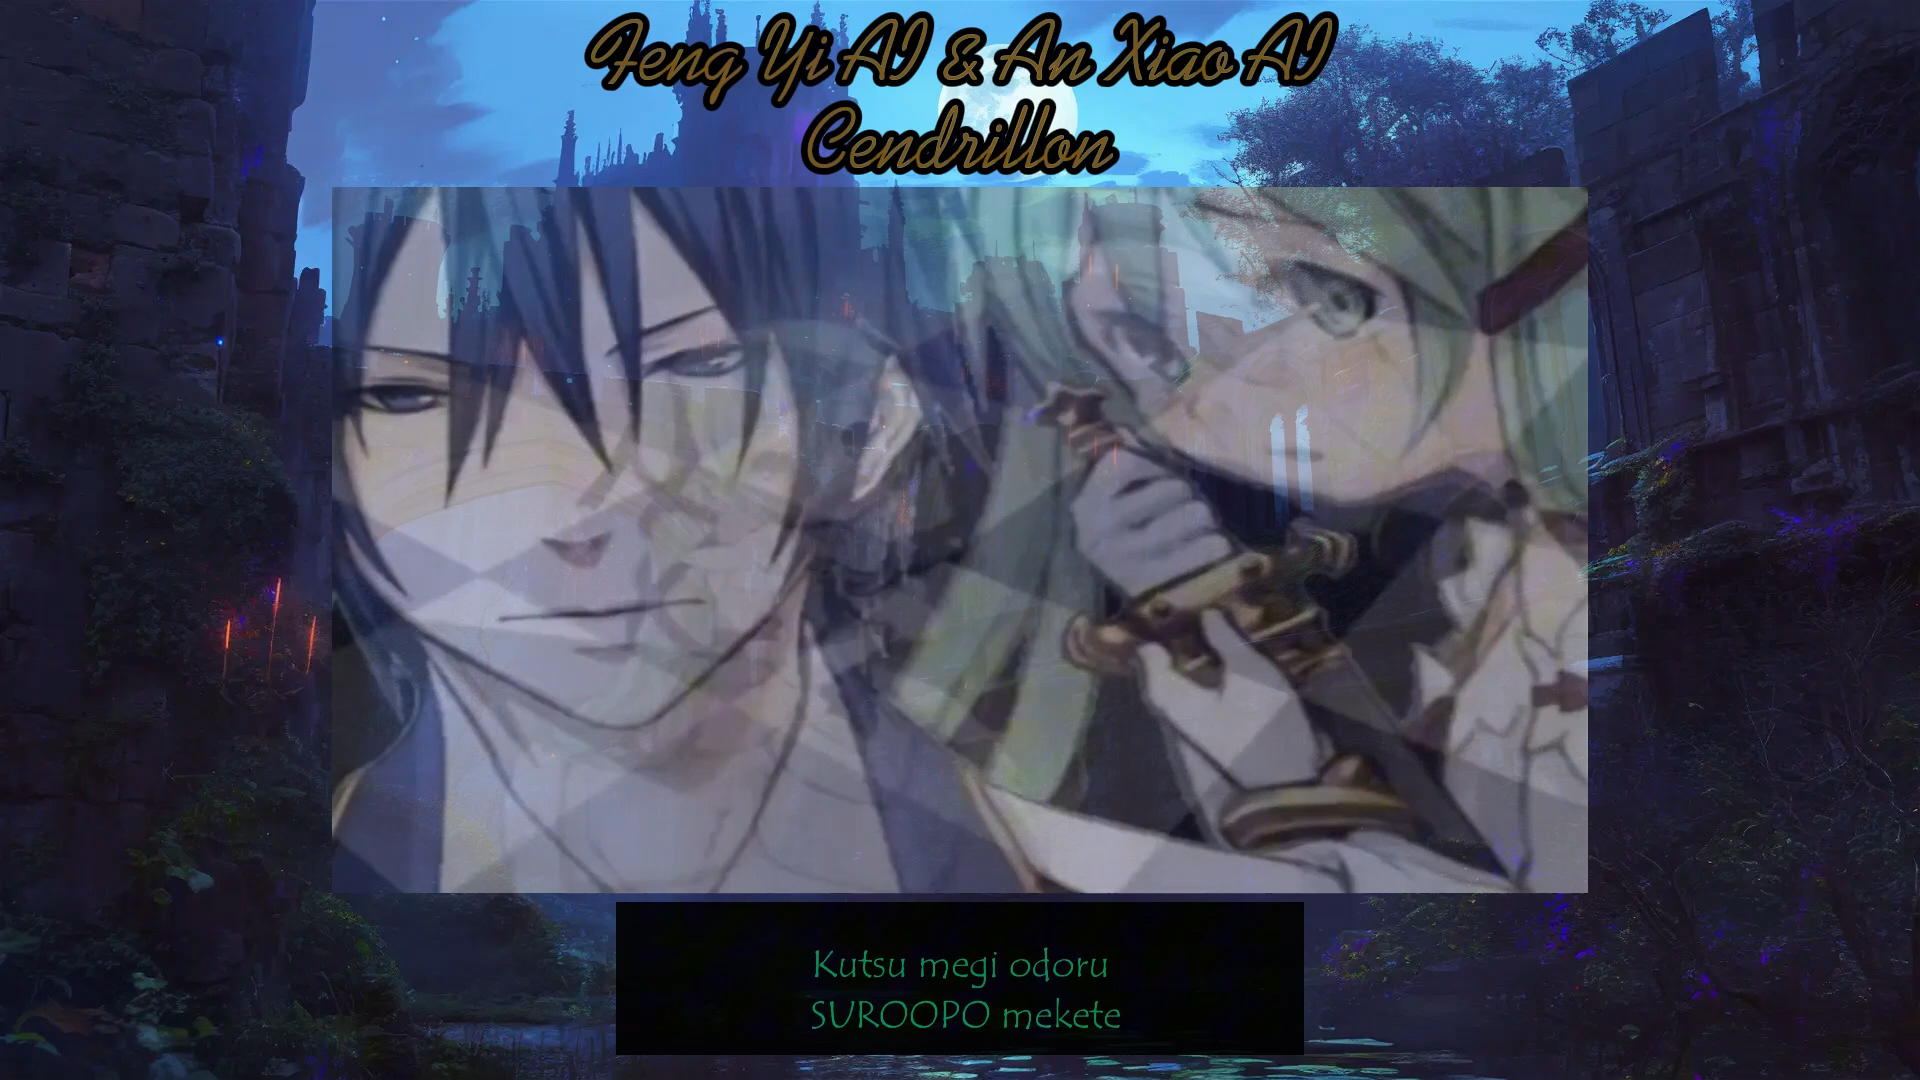 Feng Yi AI & An Xiao AI
Cendrillon
Kutsu megi odoru
SUROOPO mekete